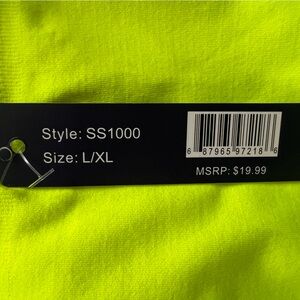 Style: SS1000
Size: L/XL
6 87965 97218 6
MSRP: $19.99